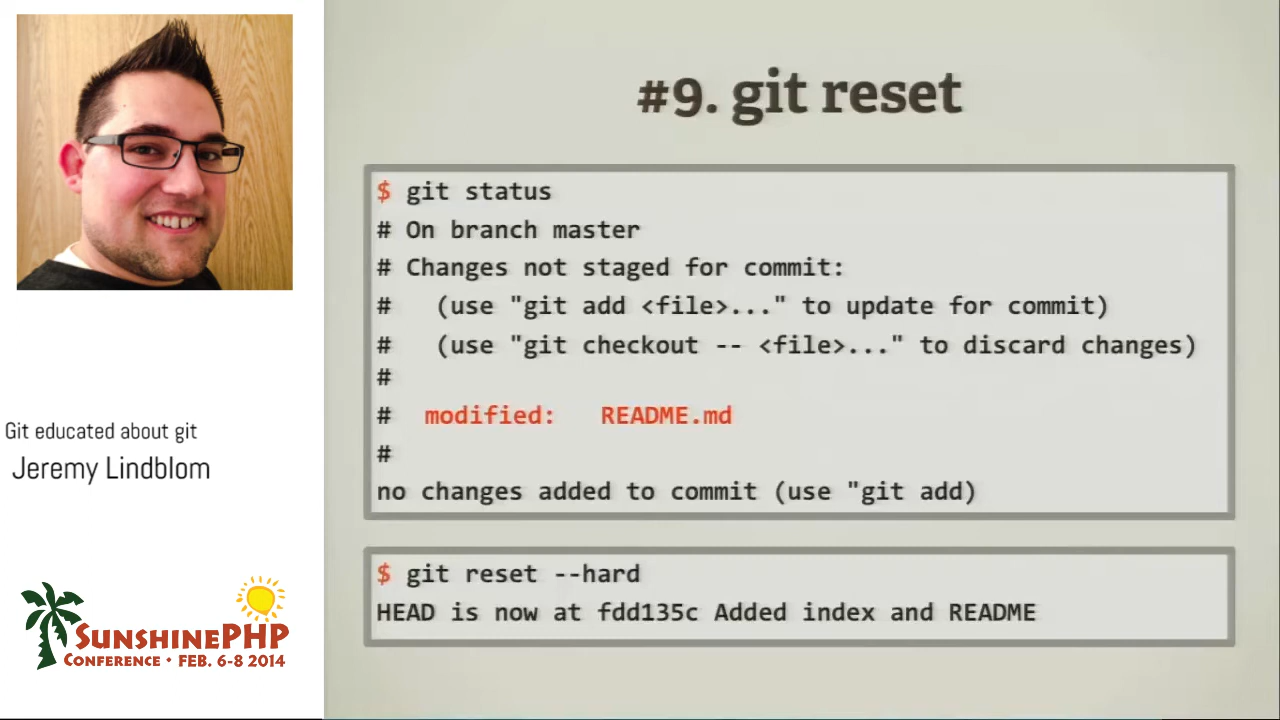 #9. git reset
$ git status
# On branch master
# Changes not staged for commit:
#   (use "git add <file>..." to update for commit)
#   (use "git checkout -- <file>..." to discard changes)
#
#   modified:   README.md
#
no changes added to commit (use "git add)
$ git reset --hard
HEAD is now at fdd135c Added index and README
Git educated about git
Jeremy Lindblom
SUNSHINEPHP
CONFERENCE • FEB. 6-8 2014